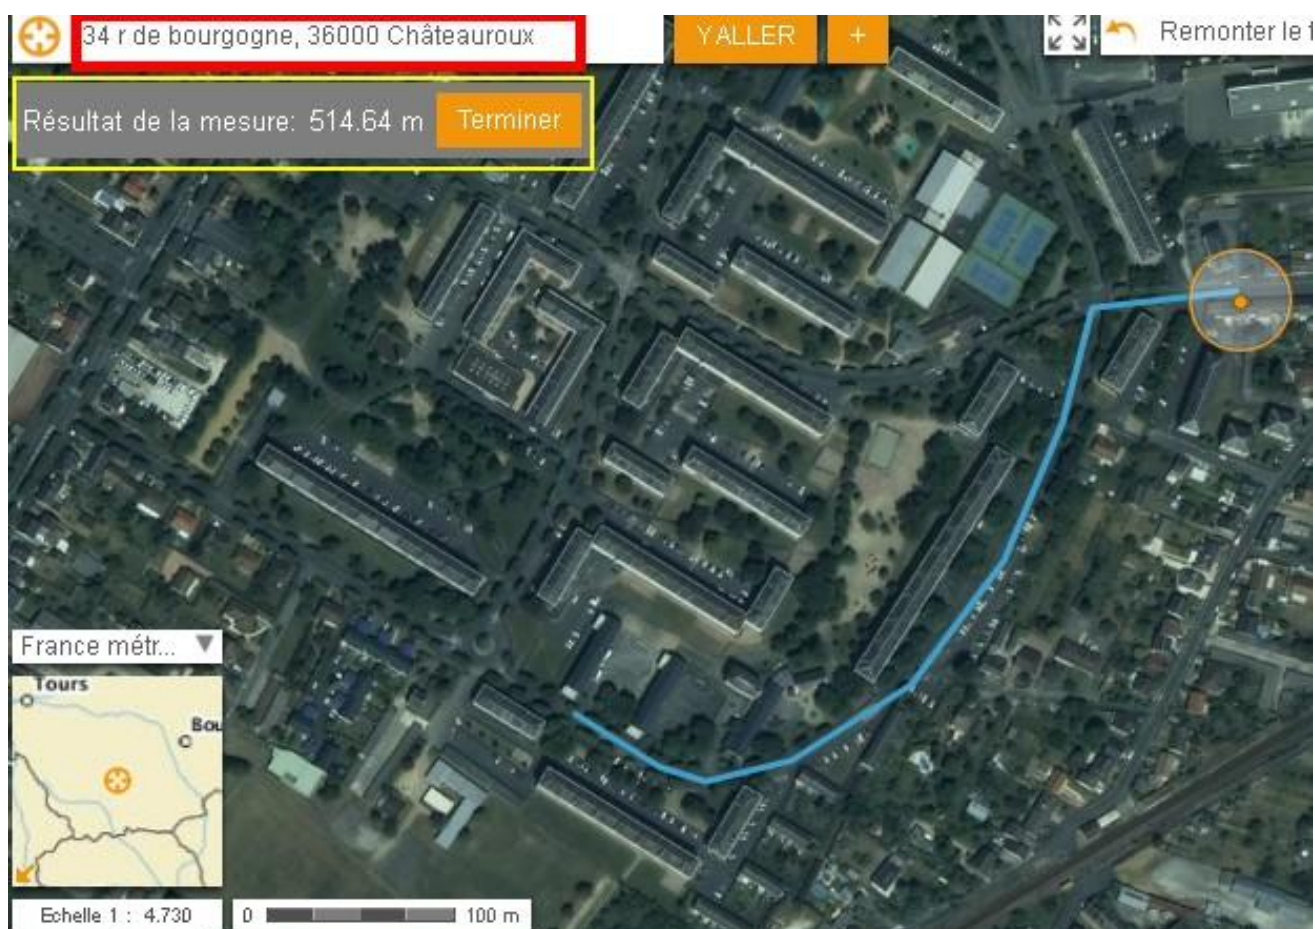 34 r de bourgogne, 36000 Châteauroux
Y ALLER
+
Remonter le
Résultat de la mesure: 514.64 m
Terminer
France métr...
Tours
Bou
Echelle 1 : 4.730
0
100 m